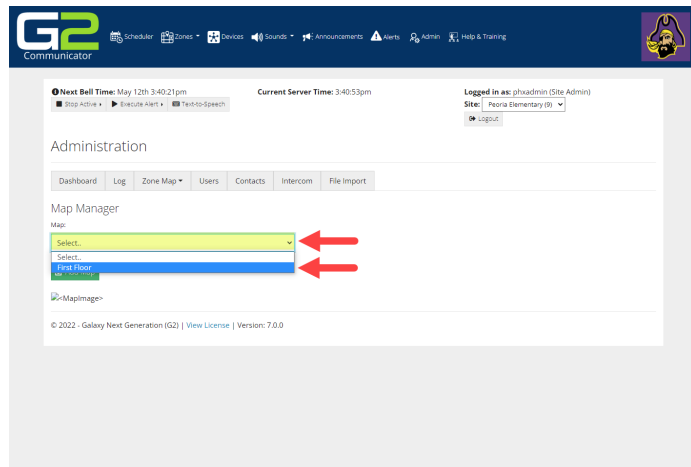 G2
Communicator
Scheduler Zones Devices Sounds Announcements Alerts Admin Help & Training
Next Bell Time: May 12th 3:40:21pm Current Server Time: 3:40:53pm Logged in as: phxadmin (Site Admin)
Stop Active Execute Alert Text-to-Speech Site: Peoria Elementary (9)
Logout
Administration
Dashboard Log Zone Map Users Contacts Intercom File Import
Map Manager
Map:
Select..
Select..
First Floor
<MapImage>
© 2022 - Galaxy Next Generation (G2) | View License | Version: 7.0.0